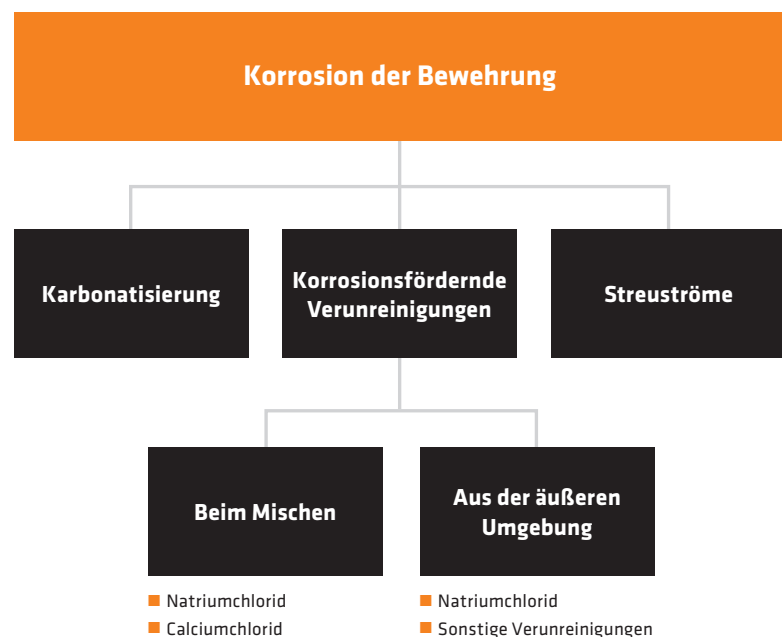 Korrosion der Bewehrung
Karbonatisierung
Korrosionsfördernde
Verunreinigungen
Streuströme
Beim Mischen
Aus der äußeren
Umgebung
Natriumchlorid
Calciumchlorid
Natriumchlorid
Sonstige Verunreinigungen